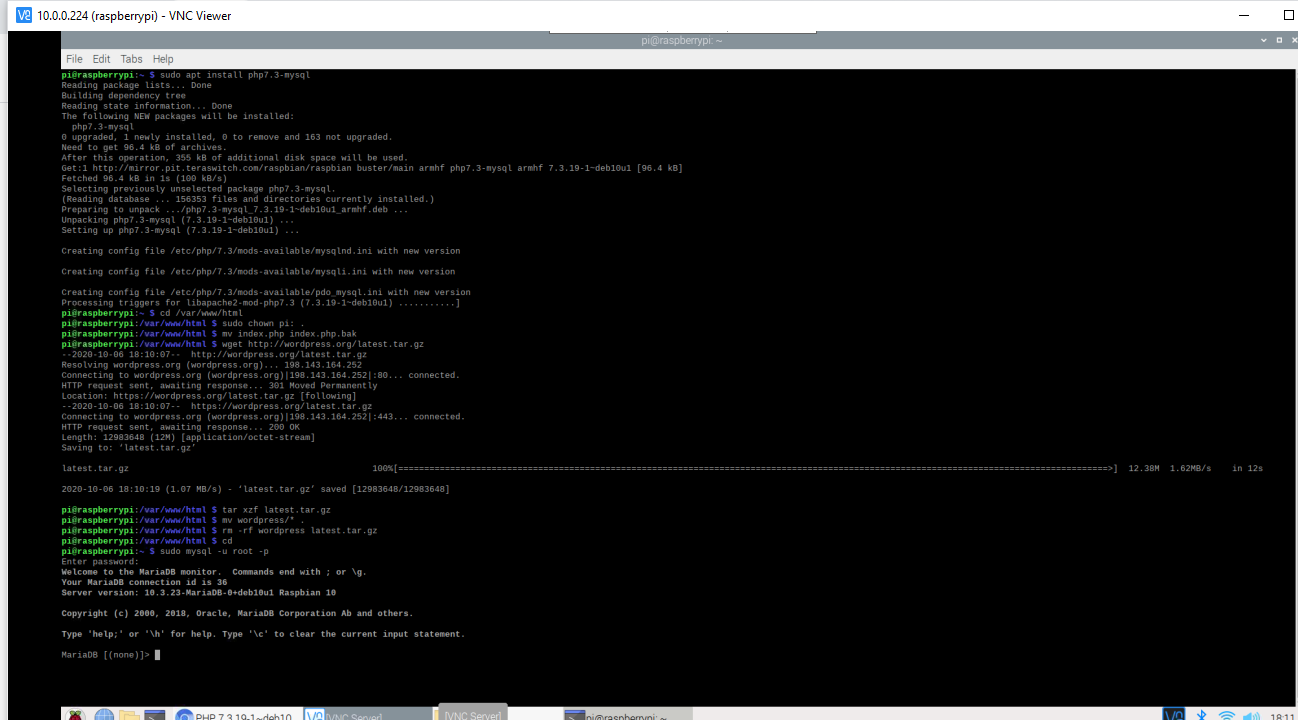 10.0.0.224 (raspberrypi) - VNC Viewer
pi@raspberrypi: ~
File Edit Tabs Help
pi@raspberrypi:~ $ sudo apt install php7.3-mysql
Reading package lists... Done
Building dependency tree
Reading state information... Done
The following NEW packages will be installed:
  php7.3-mysql
0 upgraded, 1 newly installed, 0 to remove and 163 not upgraded.
Need to get 96.4 kB of archives.
After this operation, 355 kB of additional disk space will be used.
Get:1 http://mirror.pit.teraswitch.com/raspbian/raspbian buster/main armhf php7.3-mysql armhf 7.3.19-1~deb10u1 [96.4 kB]
Fetched 96.4 kB in 1s (100 kB/s)
Selecting previously unselected package php7.3-mysql.
(Reading database ... 156353 files and directories currently installed.)
Preparing to unpack .../php7.3-mysql_7.3.19-1~deb10u1_armhf.deb ...
Unpacking php7.3-mysql (7.3.19-1~deb10u1) ...
Setting up php7.3-mysql (7.3.19-1~deb10u1) ...
Creating config file /etc/php/7.3/mods-available/mysqlnd.ini with new version
Creating config file /etc/php/7.3/mods-available/mysqli.ini with new version
Creating config file /etc/php/7.3/mods-available/pdo_mysql.ini with new version
Processing triggers for libapache2-mod-php7.3 (7.3.19-1~deb10u1) ...........]
pi@raspberrypi:~ $ cd /var/www/html
pi@raspberrypi:/var/www/html $ sudo chown pi: .
pi@raspberrypi:/var/www/html $ mv index.php index.php.bak
pi@raspberrypi:/var/www/html $ wget http://wordpress.org/latest.tar.gz
--2020-10-06 18:10:07--  http://wordpress.org/latest.tar.gz
Resolving wordpress.org (wordpress.org)... 198.143.164.252
Connecting to wordpress.org (wordpress.org)|198.143.164.252|:80... connected.
HTTP request sent, awaiting response... 301 Moved Permanently
Location: https://wordpress.org/latest.tar.gz [following]
--2020-10-06 18:10:07--  https://wordpress.org/latest.tar.gz
Connecting to wordpress.org (wordpress.org)|198.143.164.252|:443... connected.
HTTP request sent, awaiting response... 200 OK
Length: 12983648 (12M) [application/octet-stream]
Saving to: ‘latest.tar.gz’
latest.tar.gz 100%[=================================================>] 12.38M 1.62MB/s in 12s
2020-10-06 18:10:19 (1.07 MB/s) - ‘latest.tar.gz’ saved [12983648/12983648]
pi@raspberrypi:/var/www/html $ tar xzf latest.tar.gz
pi@raspberrypi:/var/www/html $ mv wordpress/* .
pi@raspberrypi:/var/www/html $ rm -rf wordpress latest.tar.gz
pi@raspberrypi:/var/www/html $ cd
pi@raspberrypi:~ $ sudo mysql -u root -p
Enter password:
Welcome to the MariaDB monitor.  Commands end with ; or \g.
Your MariaDB connection id is 36
Server version: 10.3.23-MariaDB-0+deb10u1 Raspbian 10
Copyright (c) 2000, 2018, Oracle, MariaDB Corporation Ab and others.
Type 'help;' or '\h' for help. Type '\c' to clear the current input statement.
MariaDB [(none)]>
PHP 7.3.19-1~deb10 [VNC Server] [VNC Server] pi@raspberrypi: ~ 18:11